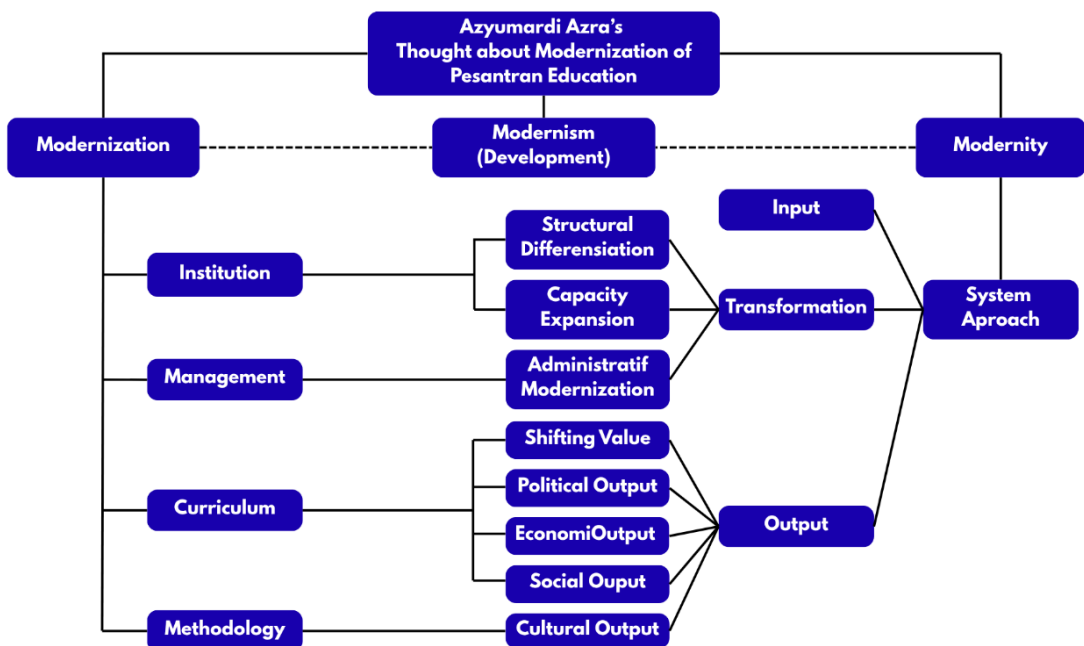 Azyumardi Azra's
Thought about Modernization of
Pesantran Education
Modernization
Modernism
(Development)
Modernity
Input
Structural
Differensiation
Institution
Capacity
Expansion
Transformation
System
Aproach
Management
Administratif
Modernization
Shifting Value
Political Output
Curriculum
EconomiOutput
Output
Social Ouput
Methodology
Cultural Output